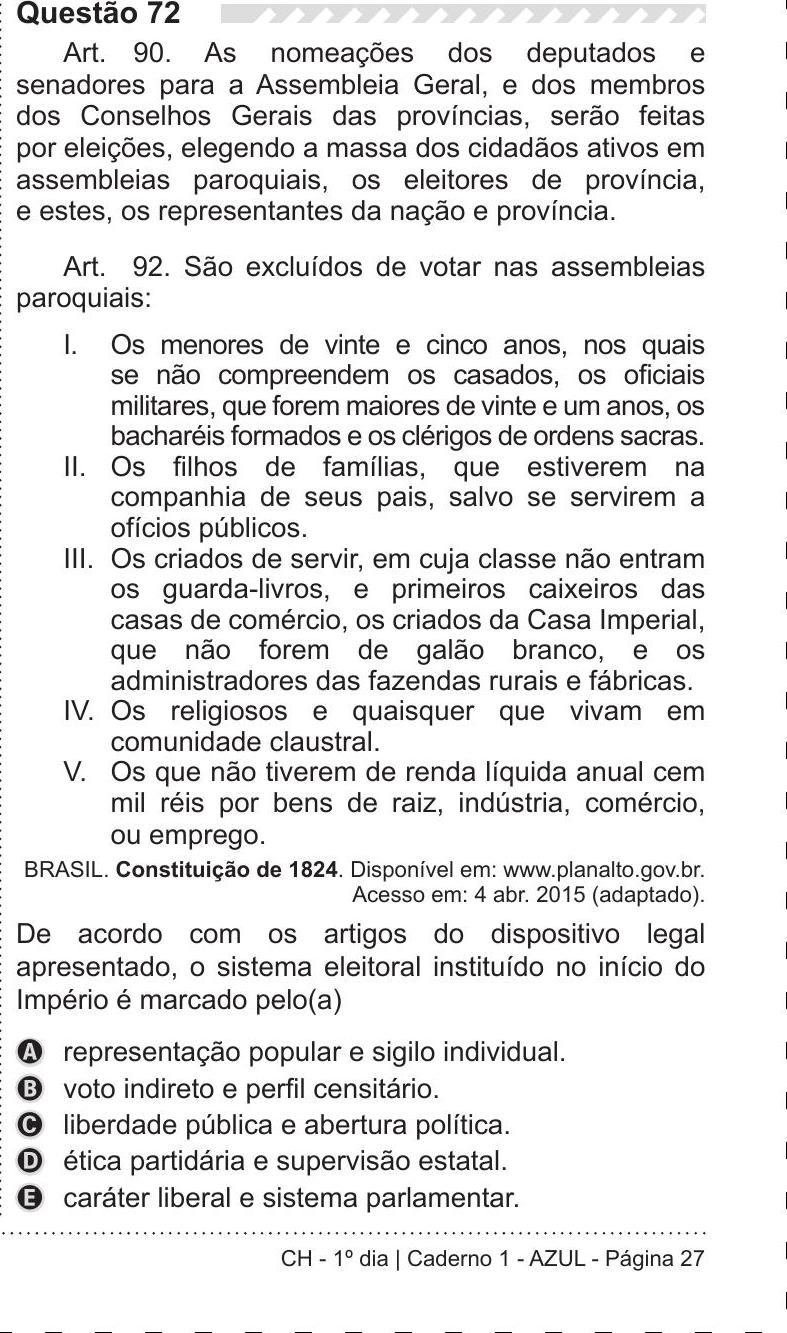 Questão 72
Art. 90. As nomeações dos deputados e
senadores para a Assembleia Geral, e dos membros
dos Conselhos Gerais das províncias, serão feitas
por eleições, elegendo a massa dos cidadãos ativos em
assembleias paroquiais, os eleitores de província,
e estes, os representantes da nação e província.
Art. 92. São excluídos de votar nas assembleias
paroquiais:
I. Os menores de vinte e cinco anos, nos quais
se não compreendem os casados, os oficiais
militares, que forem maiores de vinte e um anos, os
bacharéis formados e os clérigos de ordens sacras.
II. Os filhos de famílias, que estiverem na
companhia de seus pais, salvo se servirem a
ofícios públicos.
III. Os criados de servir, em cuja classe não entram
os guarda-livros, e primeiros caixeiros das
casas de comércio, os criados da Casa Imperial,
que não forem de galão branco, e os
administradores das fazendas rurais e fábricas.
IV. Os religiosos e quaisquer que vivam em
comunidade claustral.
V. Os que não tiverem de renda líquida anual cem
mil réis por bens de raiz, indústria, comércio,
ou emprego.
BRASIL. Constituição de 1824. Disponível em: www.planalto.gov.br.
Acesso em: 4 abr. 2015 (adaptado).
De acordo com os artigos do dispositivo legal
apresentado, o sistema eleitoral instituído no início do
Império é marcado pelo(a)
A representação popular e sigilo individual.
B voto indireto e perfil censitário.
C liberdade pública e abertura política.
D ética partidária e supervisão estatal.
E caráter liberal e sistema parlamentar.
CH - 1º dia | Caderno 1 - AZUL - Página 27